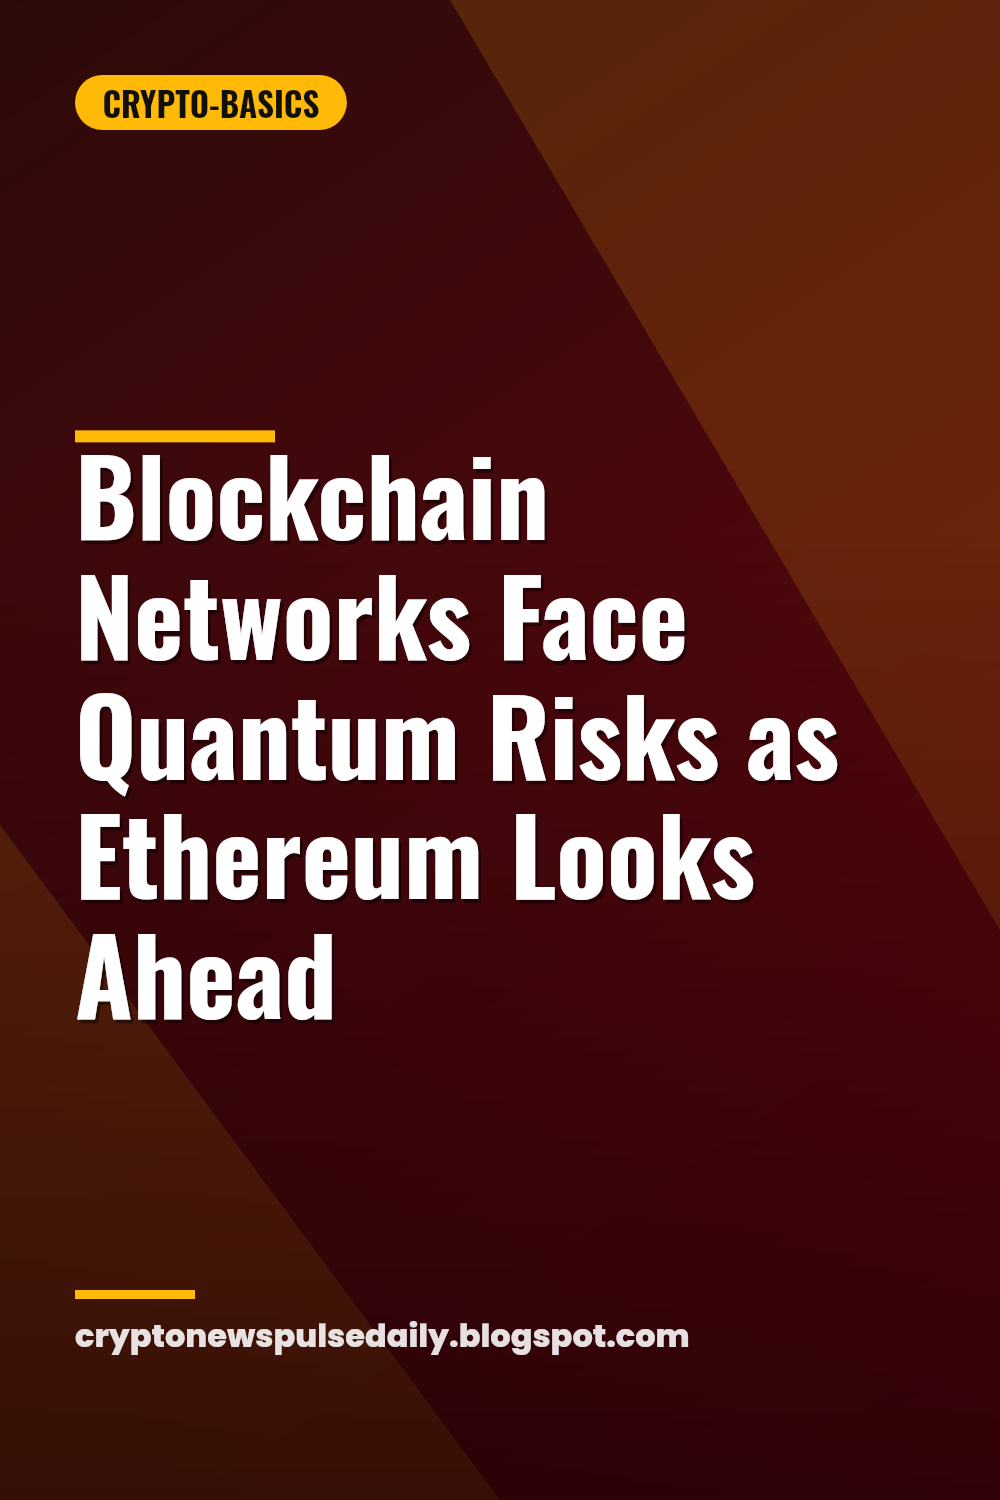 CRYPTO-BASICS
Blockchain
Networks Face
Quantum Risks as
Ethereum Looks
Ahead
cryptonewspulsedaily.blogspot.com